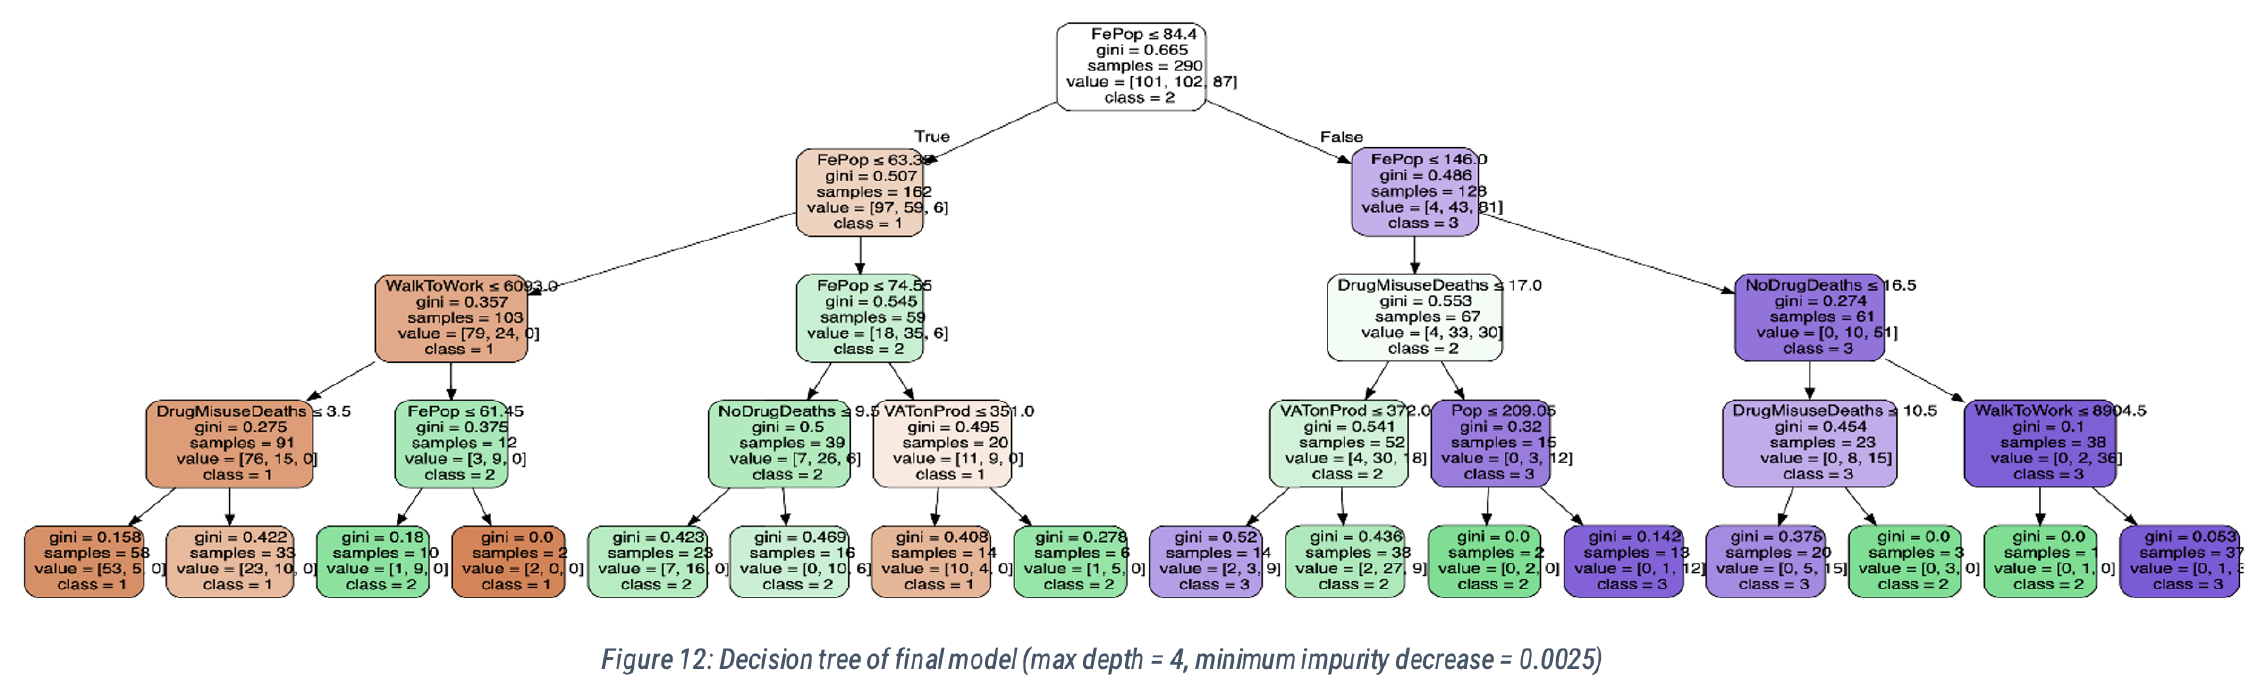 FePop ≤ 84.4
gini = 0.665
samples = 290
value = [101, 102, 87]
class = 2
True
False
FePop ≤
gini = 0.507
samples = 162
value = [97, 59, 6]
class = 1
FePop ≤ 146.0
gini = 0.486
samples = 128
value = [4, 43, 81]
class = 3
WalkToWork ≤ 6093.0
gini = 0.357
samples = 103
value = [79, 24, 0]
class = 1
FePop ≤ 74.55
gini = 0.545
samples = 59
value = [18, 35, 6]
class = 2
DrugMisuseDeaths ≤ 17.0
gini = 0.553
samples = 67
value = [4, 33, 30]
class = 2
NoDrugDeaths ≤ 16.5
gini = 0.274
samples = 61
value = [0, 10, 51]
class = 3
DrugMisuseDeaths ≤ 3.5
gini = 0.275
samples = 91
value = [76, 15, 0]
class = 1
FePop ≤ 61.45
gini = 0.375
samples = 12
value = [3, 9, 0]
class = 2
NoDrugDeaths ≤ 9.5
gini = 0.5
samples = 39
value = [7, 26, 6]
class = 2
VATonProd ≤ 351.0
gini = 0.495
samples = 20
value = [11, 9, 0]
class = 1
VATonProd ≤ 372.0
gini = 0.541
samples = 52
value = [4, 30, 18]
class = 2
Pop ≤ 209.05
gini = 0.32
samples = 15
value = [0, 3, 12]
class = 3
DrugMisuseDeaths ≤ 10.5
gini = 0.454
samples = 23
value = [0, 8, 15]
class = 3
WalkToWork ≤ 8904.5
gini = 0.1
samples = 38
value = [0, 2, 36]
class = 3
gini = 0.158
samples = 58
value = [53, 5, 0]
class = 1
gini = 0.422
samples = 33
value = [23, 10, 0]
class = 1
gini = 0.18
samples = 10
value = [1, 9, 0]
class = 2
gini = 0.0
samples = 2
value = [2, 0, 0]
class = 1
gini = 0.423
samples = 23
value = [7, 16, 0]
class = 2
gini = 0.469
samples = 16
value = [0, 10, 6]
class = 2
gini = 0.408
samples = 14
value = [10, 4, 0]
class = 1
gini = 0.278
samples = 6
value = [1, 5, 0]
class = 2
gini = 0.52
samples = 14
value = [2, 3, 9]
class = 3
gini = 0.436
samples = 38
value = [2, 27, 9]
class = 2
gini = 0.0
samples = 2
value = [0, 2, 0]
class = 2
gini = 0.142
samples = 13
value = [0, 1, 12]
class = 3
gini = 0.375
samples = 20
value = [0, 5, 15]
class = 3
gini = 0.0
samples = 3
value = [0, 3, 0]
class = 2
gini = 0.0
samples = 1
value = [0, 1, 0]
class = 2
gini = 0.053
samples = 37
value = [0, 1,
class = 3
Figure 12: Decision tree of final model (max depth = 4, minimum impurity decrease = 0.0025)